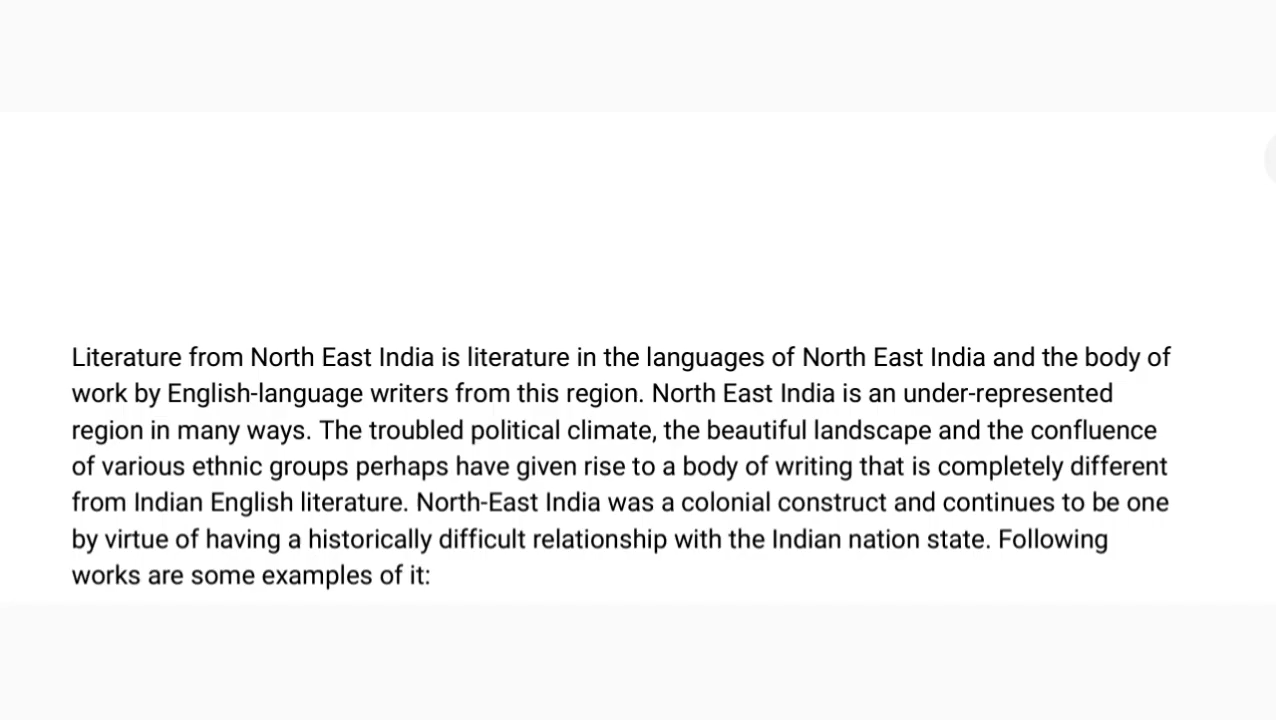 Literature from North East India is literature in the languages of North East India and the body of
work by English-language writers from this region. North East India is an under-represented
region in many ways. The troubled political climate, the beautiful landscape and the confluence
of various ethnic groups perhaps have given rise to a body of writing that is completely different
from Indian English literature. North-East India was a colonial construct and continues to be one
by virtue of having a historically difficult relationship with the Indian nation state. Following
works are some examples of it: